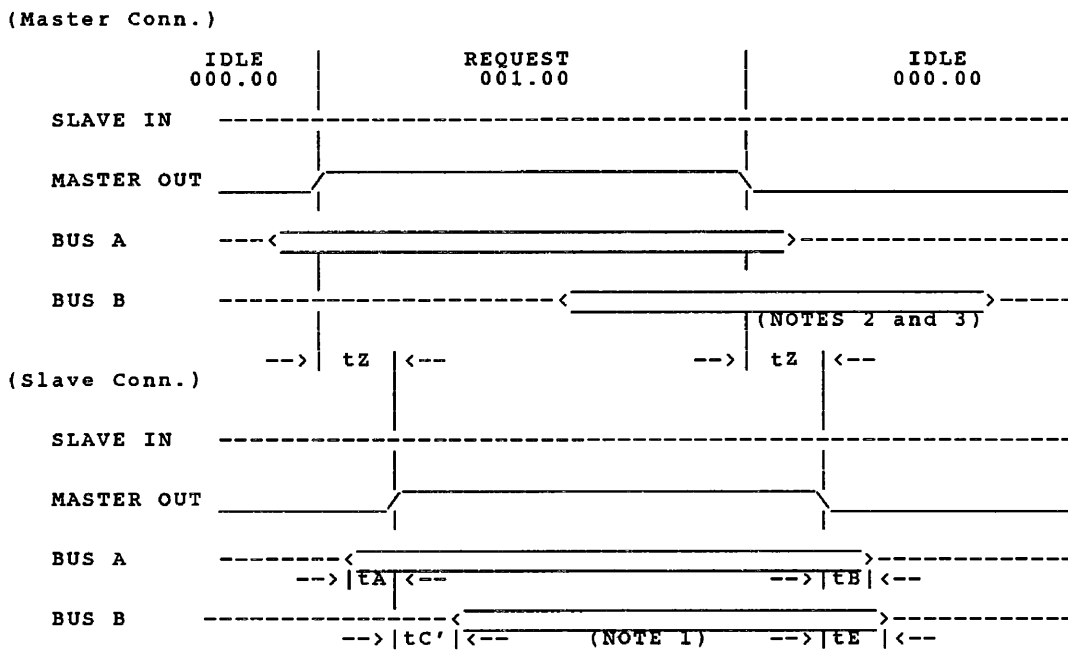 (Master Conn.)
IDLE REQUEST IDLE
000.00 001.00 000.00
SLAVE IN
MASTER OUT
BUS A
BUS B
(NOTES 2 and 3)
tZ tZ
(Slave Conn.)
SLAVE IN
MASTER OUT
BUS A
tA tB
BUS B
tC' (NOTE 1) tE